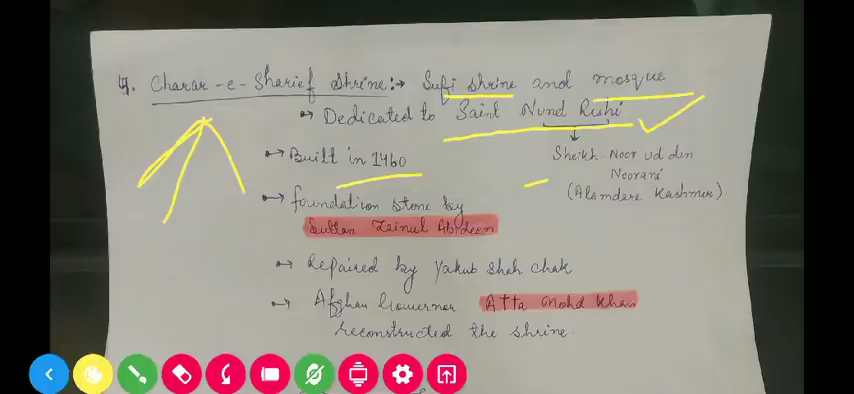 4. Charar-e-Sharief Shrine:→ Sufi shrine and mosque
→ Dedicated to Saint Nund Rishi
→ Built in 1460
Sheikh-Noor ud din
Noorani
(Alamdare Kashmir).
→ foundation stone by
Sultan Zainul Abideen
→ Repaired by Yakub Shah Chak
→ Afghan Governor Atta Mohd Khan
reconstructed the shrine.